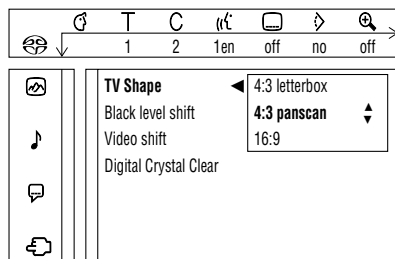 T C
1 2 1en off no off
TV Shape 4:3 letterbox
Black level shift 4:3 panscan
Video shift 16:9
Digital Crystal Clear